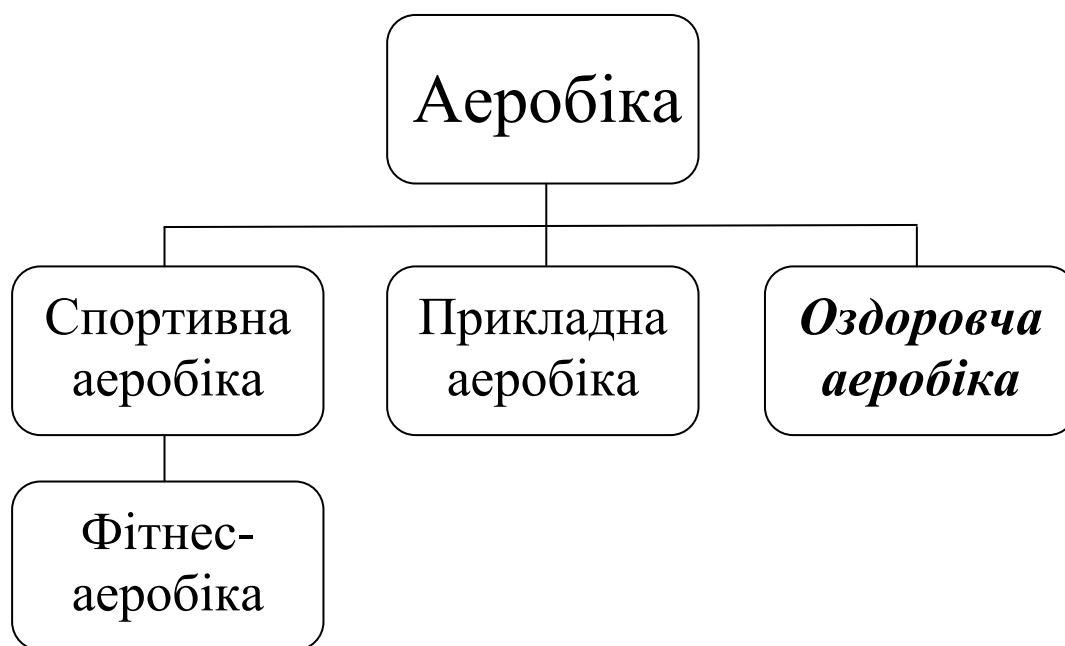 Аеробіка
Спортивна
аеробіка
Прикладна
аеробіка
Оздоровча
аеробіка
Фітнес-
аеробіка